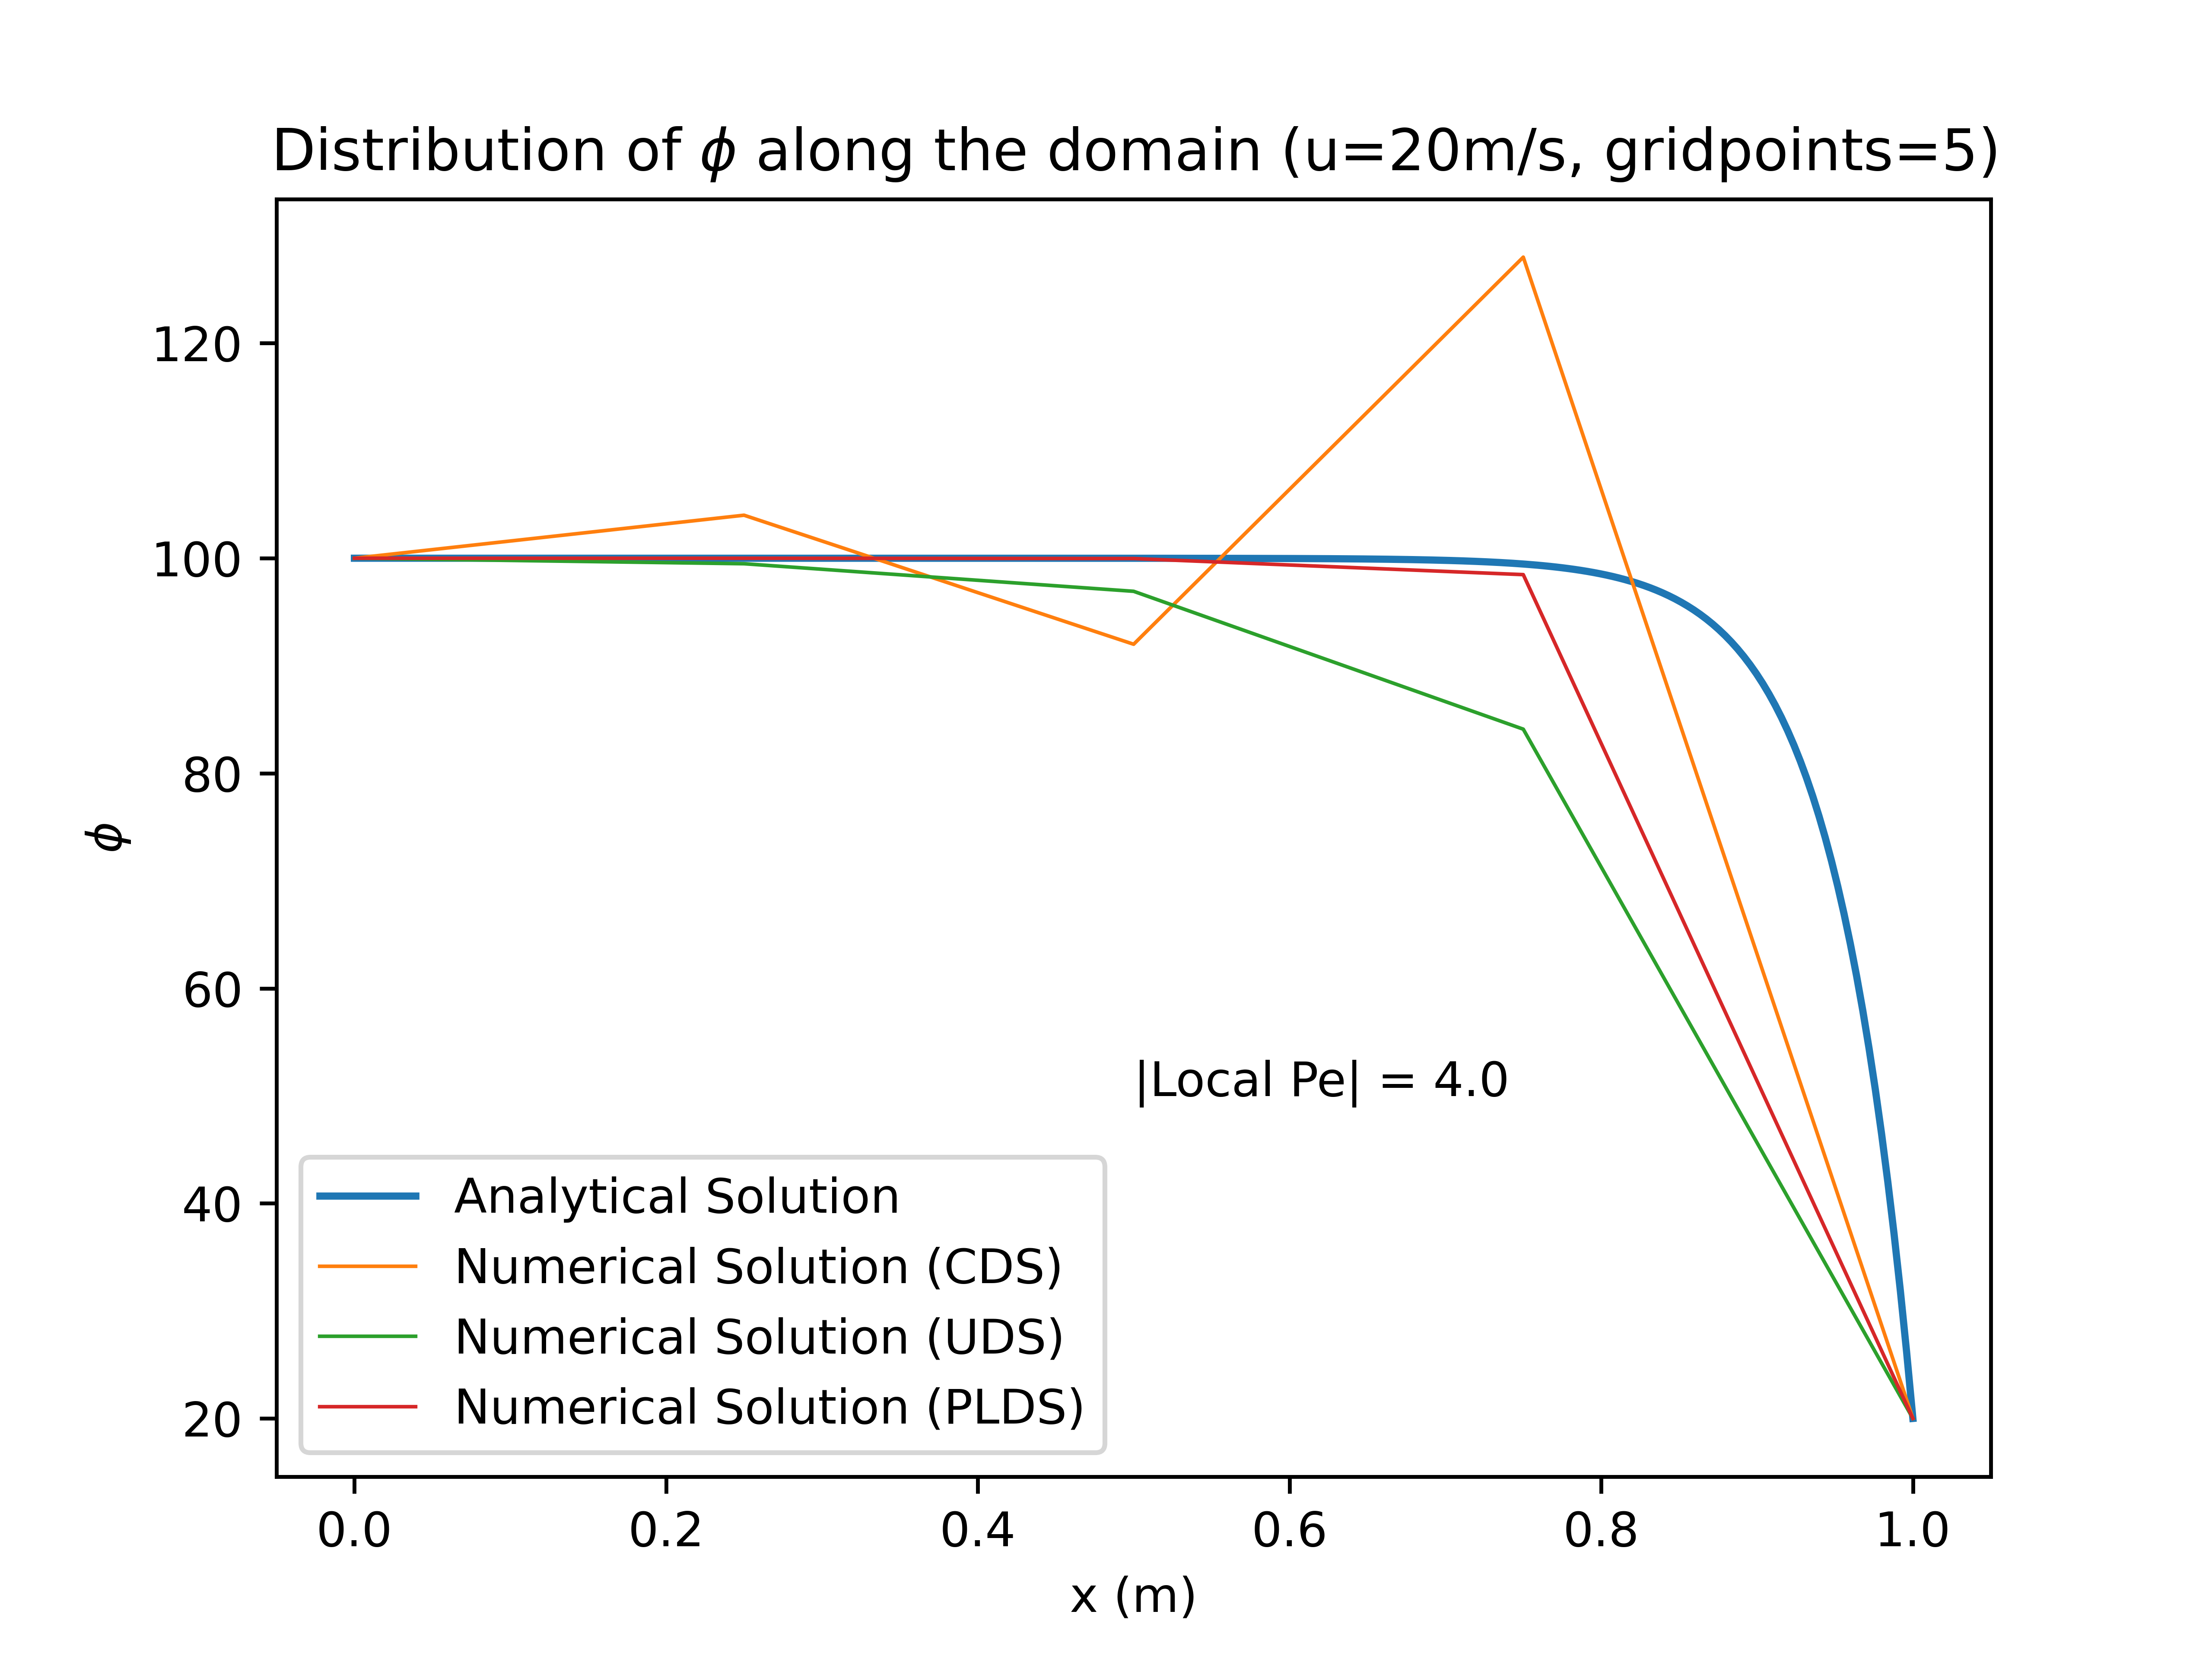 Distribution of ϕ along the domain (u=20m/s, gridpoints=5)
ϕ
120
100
80
60
40
20
|Local Pe| = 4.0
Analytical Solution
Numerical Solution (CDS)
Numerical Solution (UDS)
Numerical Solution (PLDS)
0.0 0.2 0.4 0.6 0.8 1.0
x (m)